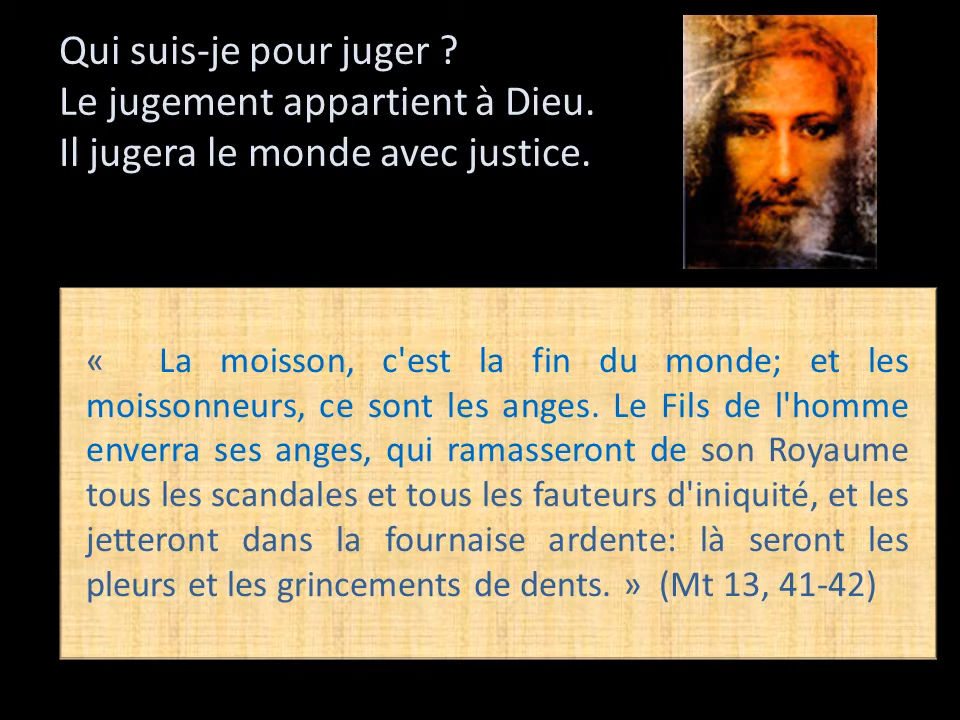 Qui suis-je pour juger ?
Le jugement appartient à Dieu.
Il jugera le monde avec justice.
« La moisson, c'est la fin du monde; et les
moissonneurs, ce sont les anges. Le Fils de l'homme
enverra ses anges, qui ramasseront de son Royaume
tous les scandales et tous les fauteurs d'iniquité, et les
jetteront dans la fournaise ardente: là seront les
pleurs et les grincements de dents. » (Mt 13, 41-42)